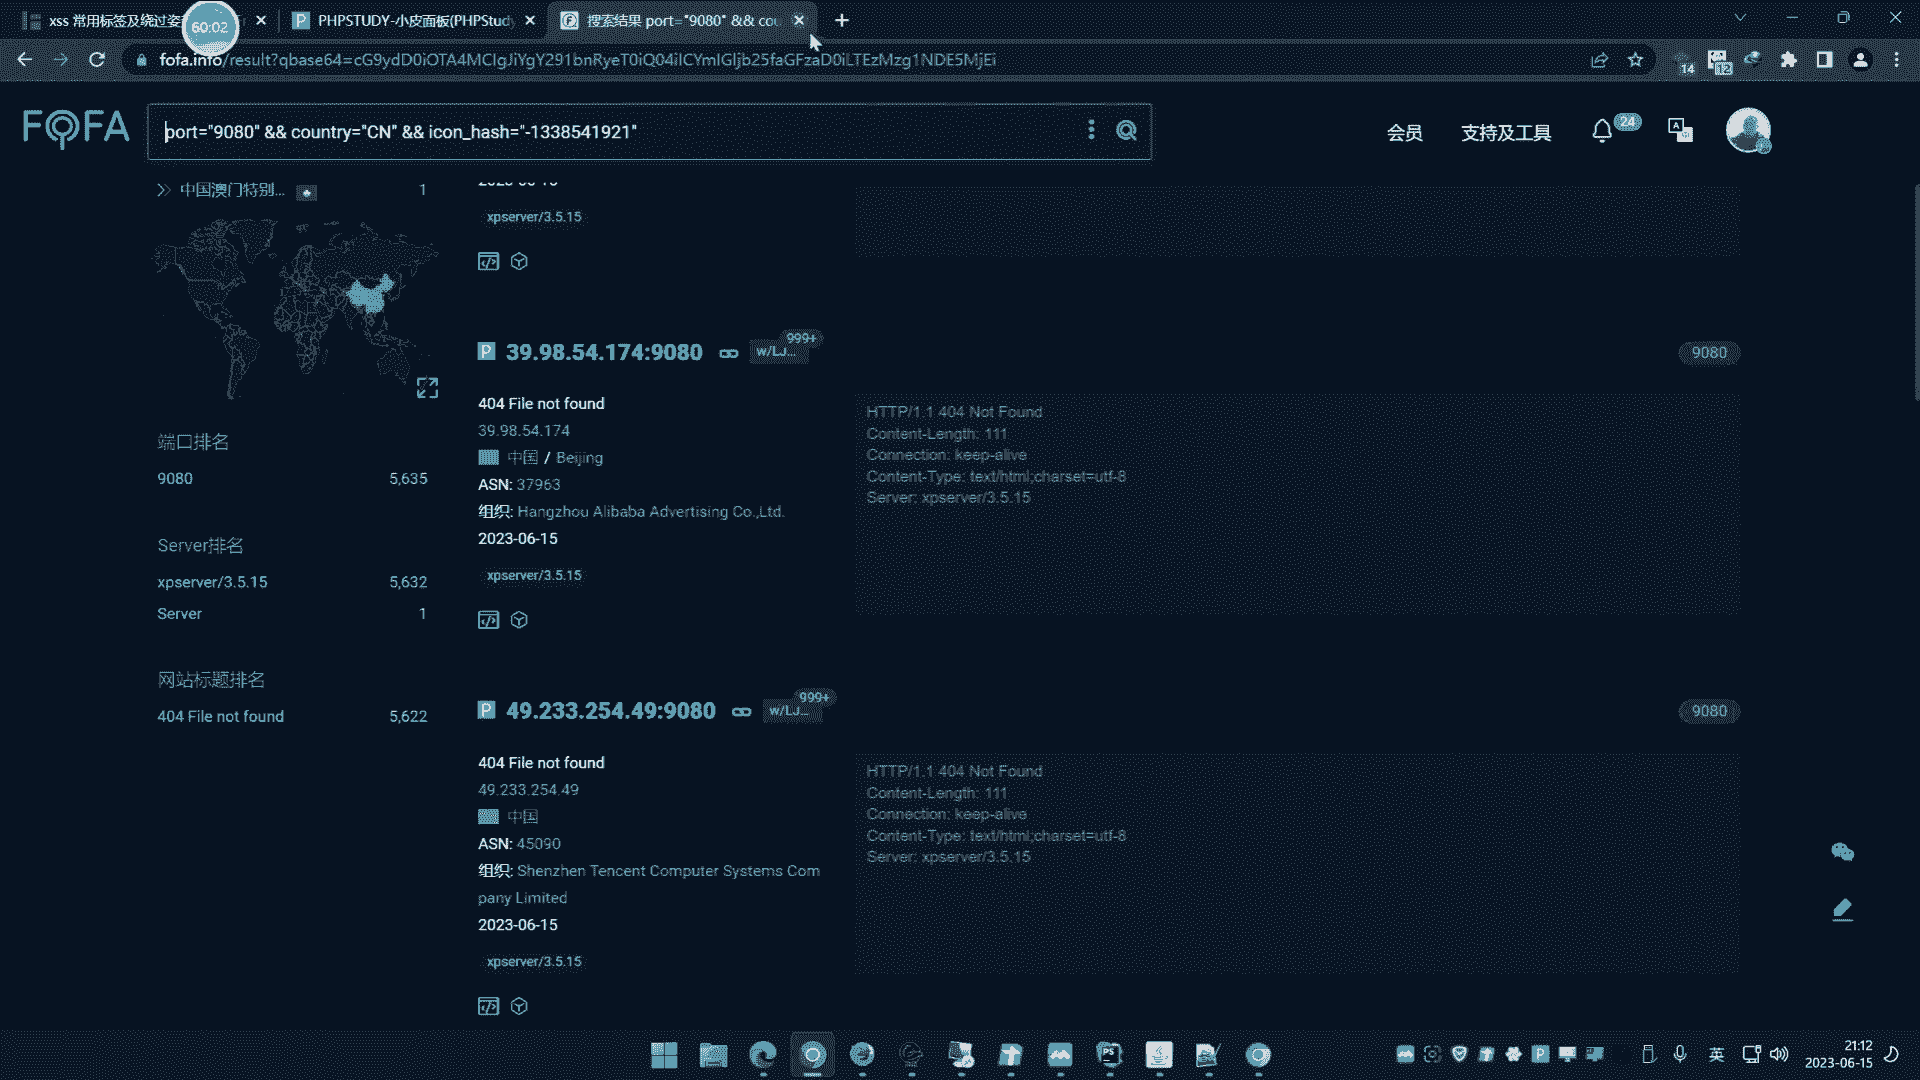 xss 常用标签及绕过姿
60:02
PHPSTUDY-小皮面板(PHPStudy
搜索结果 port="9080" && cou
fofa.info/result?qbase64=cG9ydD0iOTA4MCIgJiYgY291bnRyeT0iQ04iICYmIGljb25faGFzaD0iLTEzMzg1NDE5MjEi
14
12
FOFA
port="9080" && country="CN" && icon_hash="-1338541921"
会员
支持及工具
24
中国澳门特别...
1
xpserver/3.5.15
39.98.54.174:9080
w/LJ...
999+
9080
404 File not found
39.98.54.174
中国 / Beijing
ASN: 37963
组织: Hangzhou Alibaba Advertising Co.,Ltd.
2023-06-15
xpserver/3.5.15
HTTP/1.1 404 Not Found
Content-Length: 111
Connection: keep-alive
Content-Type: text/html;charset=utf-8
Server: xpserver/3.5.15
端口排名
9080 5,635
Server排名
xpserver/3.5.15 5,632
Server 1
网站标题排名
404 File not found 5,622
49.233.254.49:9080
w/LJ...
999+
9080
404 File not found
49.233.254.49
中国
ASN: 45090
组织: Shenzhen Tencent Computer Systems Com
pany Limited
2023-06-15
xpserver/3.5.15
HTTP/1.1 404 Not Found
Content-Length: 111
Connection: keep-alive
Content-Type: text/html;charset=utf-8
Server: xpserver/3.5.15
英
21:12
2023-06-15